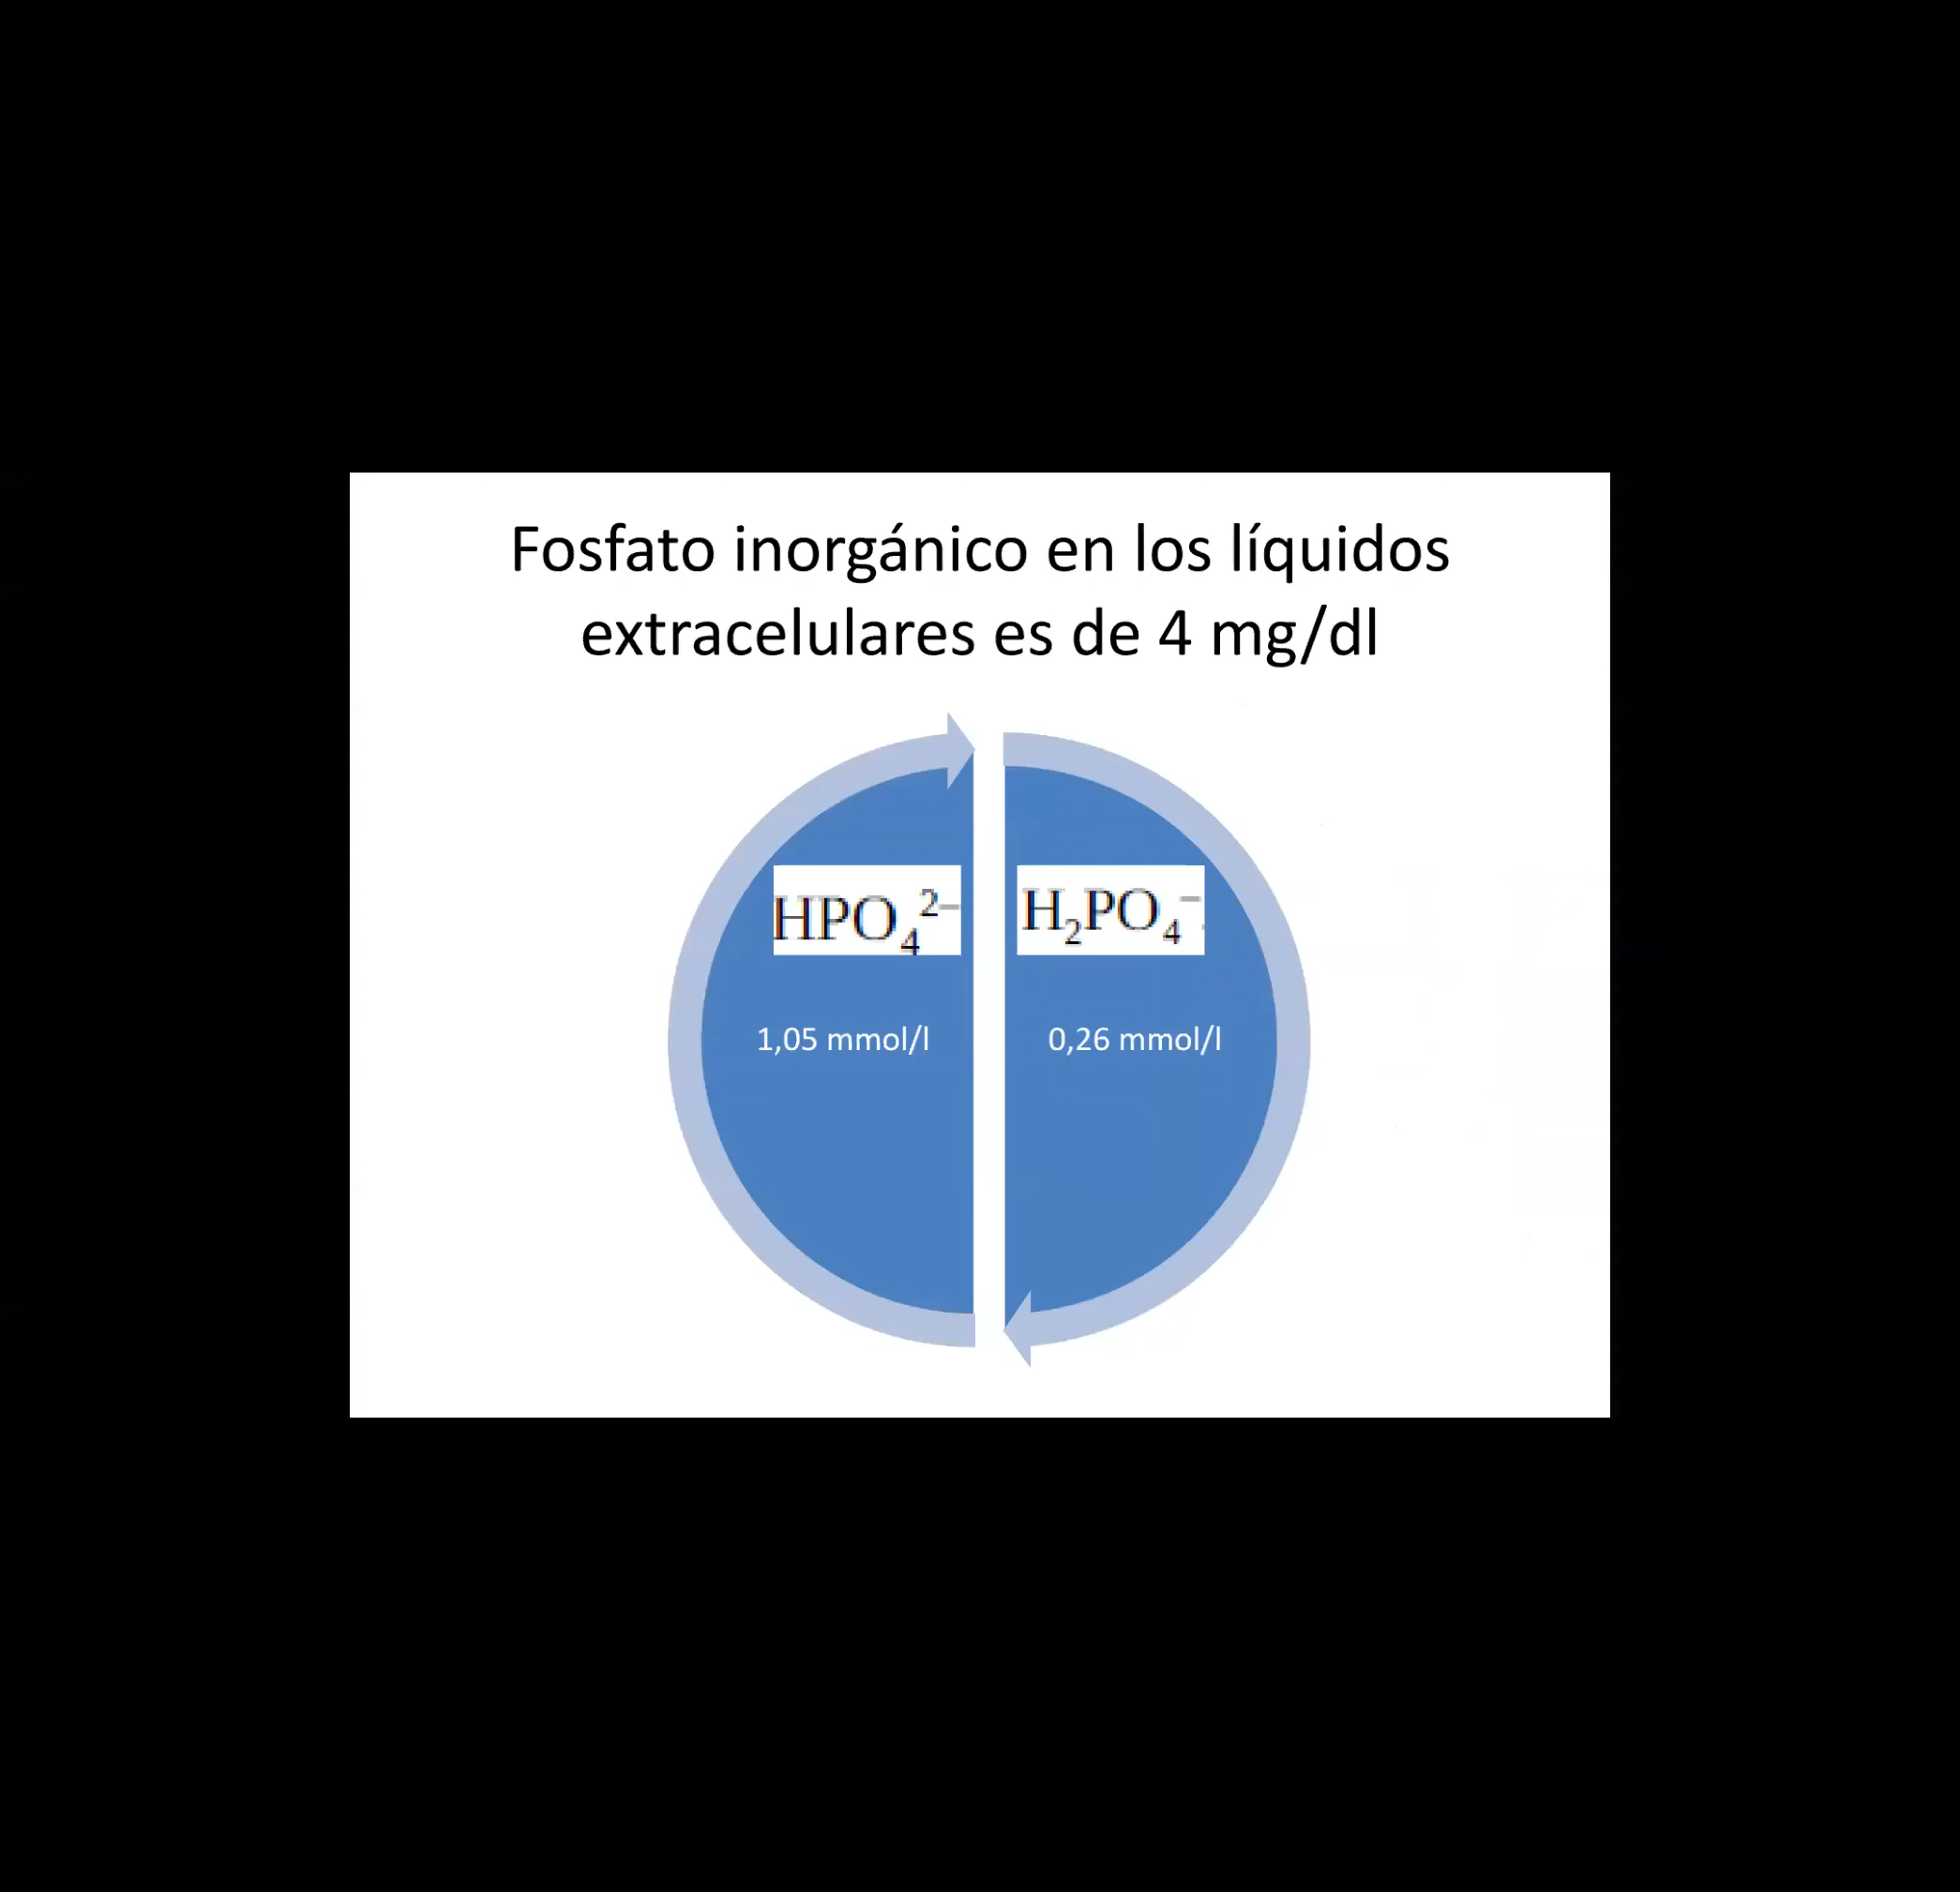 Fosfato inorgánico en los líquidos
extracelulares es de 4 mg/dl
HPO₄²⁻
H₂PO₄⁻
1,05 mmol/l
0,26 mmol/l